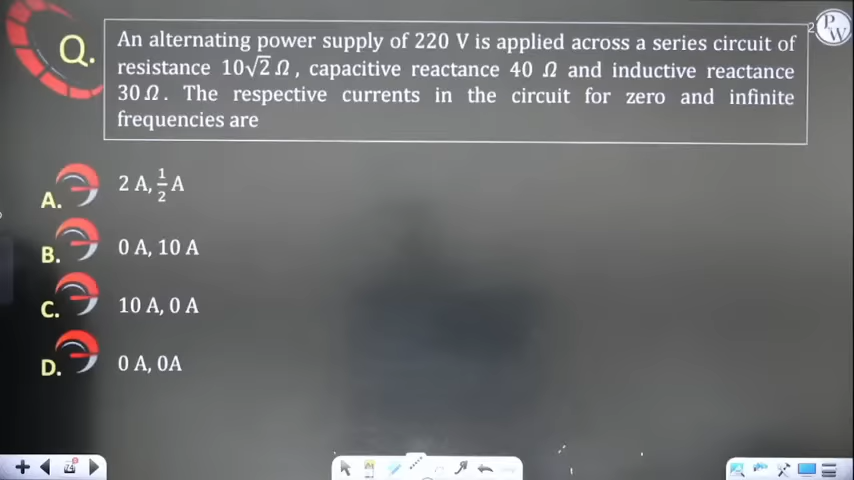 P
W
2
Q.
An alternating power supply of 220 V is applied across a series circuit of
resistance 10√2 Ω, capacitive reactance 40 Ω and inductive reactance
30 Ω. The respective currents in the circuit for zero and infinite
frequencies are
A. 2 A, 1/2 A
B. 0 A, 10 A
C. 10 A, 0 A
D. 0 A, 0A